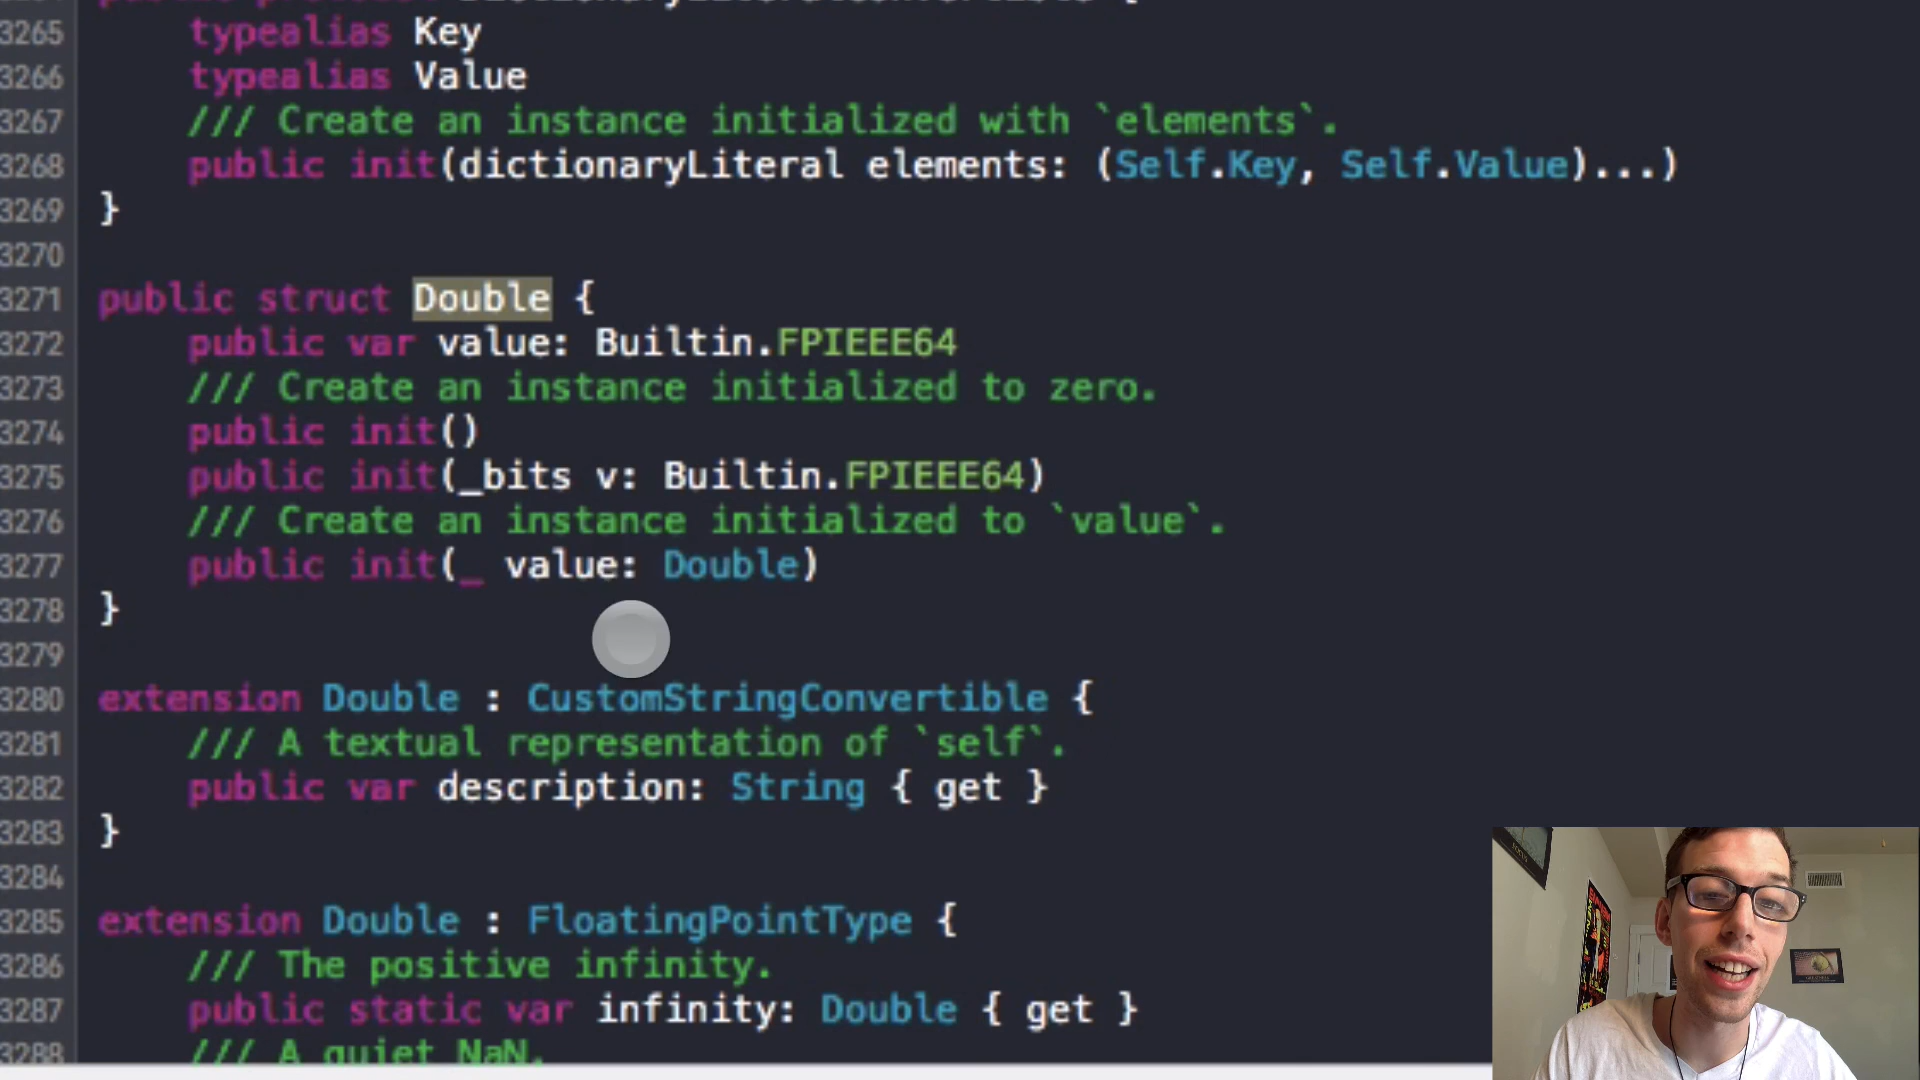 3265 typealias Key
3266 typealias Value
3267 /// Create an instance initialized with `elements`.
3268 public init(dictionaryLiteral elements: (Self.Key, Self.Value)...)
3269 }
3270
3271 public struct Double {
3272 public var value: Builtin.FPIEEE64
3273 /// Create an instance initialized to zero.
3274 public init()
3275 public init(_bits v: Builtin.FPIEEE64)
3276 /// Create an instance initialized to `value`.
3277 public init(_ value: Double)
3278 }
3279
3280 extension Double : CustomStringConvertible {
3281 /// A textual representation of `self`.
3282 public var description: String { get }
3283 }
3284
3285 extension Double : FloatingPointType {
3286 /// The positive infinity.
3287 public static var infinity: Double { get }
3288 /// A quiet NaN.